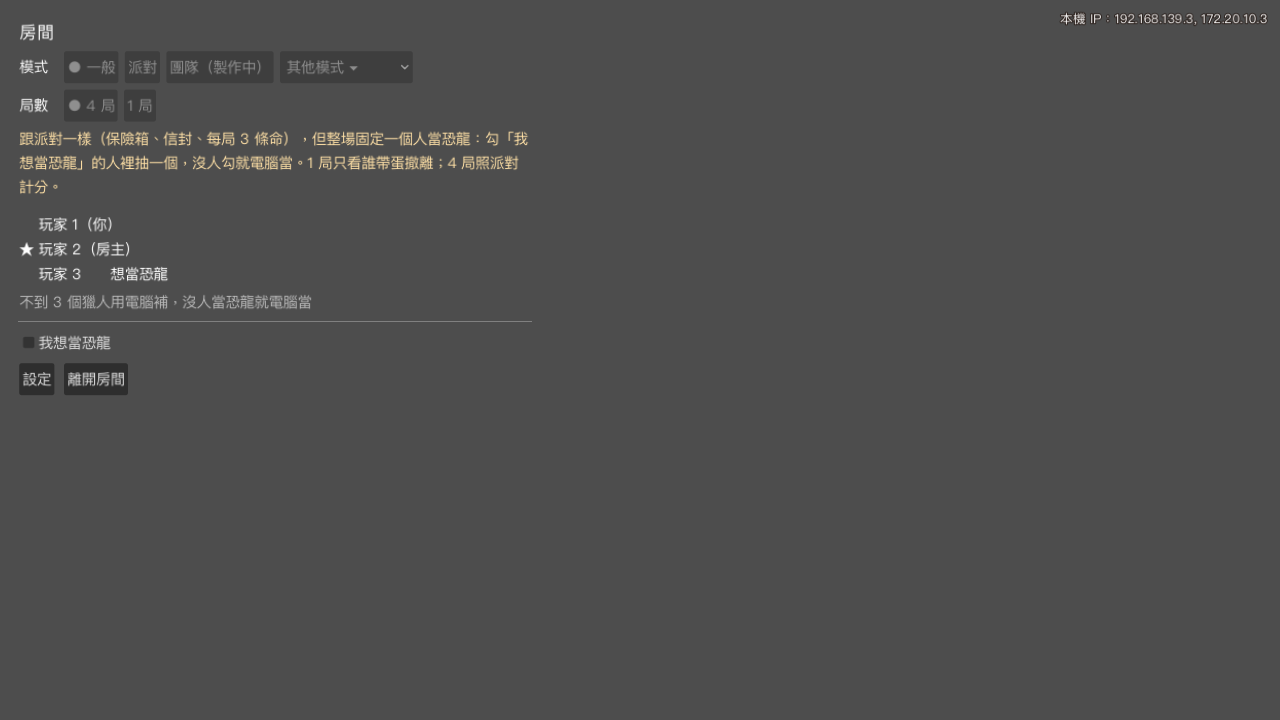 本機 IP：192.168.139.3, 172.20.10.3
房間
模式 ● 一般 派對 團隊（製作中） 其他模式
局數 ● 4 局 1 局
跟派對一樣（保險箱、信封、每局 3 條命），但整場固定一個人當恐龍：勾「我
想當恐龍」的人裡抽一個，沒人勾就電腦當。1 局只看誰帶蛋撤離；4 局照派對
計分。
玩家 1（你）
★ 玩家 2（房主）
玩家 3 想當恐龍
不到 3 個獵人用電腦補，沒人當恐龍就電腦當
我想當恐龍
設定 離開房間